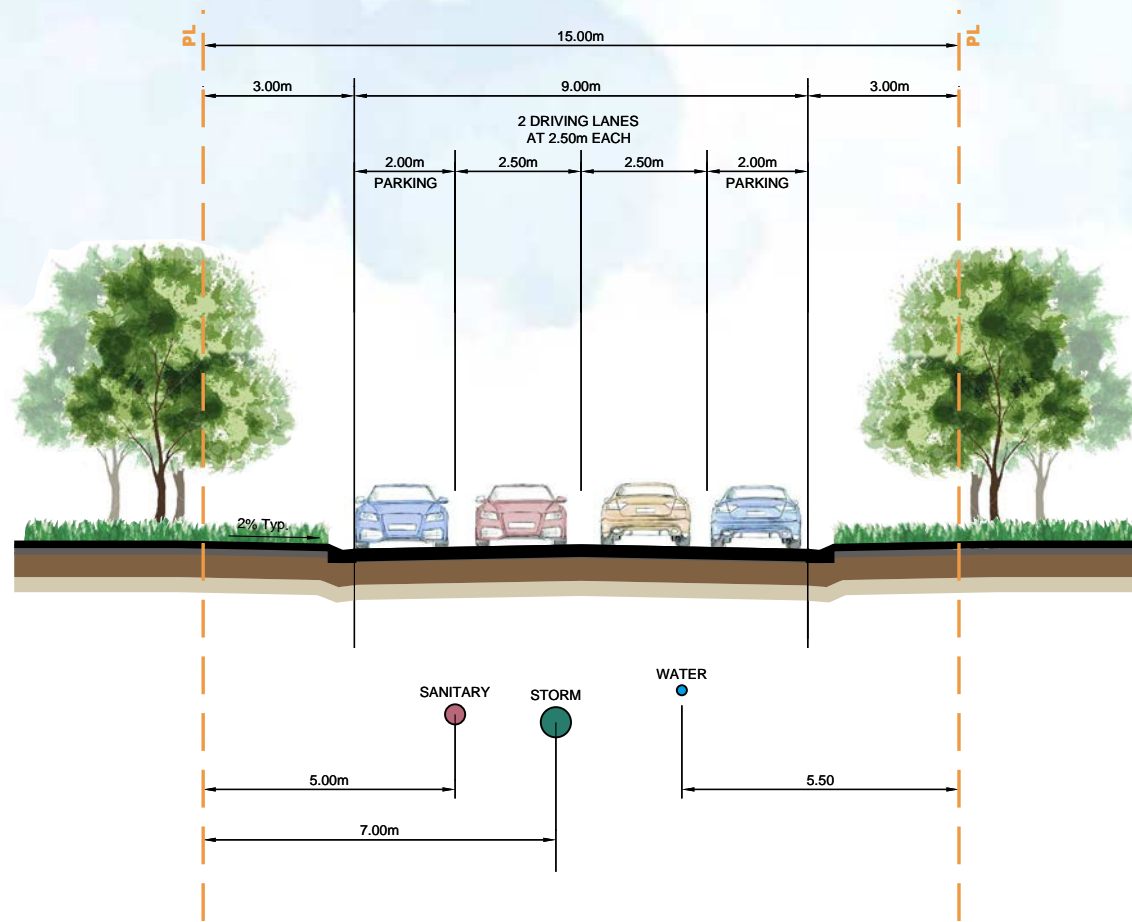 PL
PL
15.00m
3.00m
9.00m
3.00m
2 DRIVING LANES
AT 2.50m EACH
2.00m
2.50m
2.50m
2.00m
PARKING
PARKING
2% Typ.
WATER
SANITARY
STORM
5.00m
5.50
7.00m